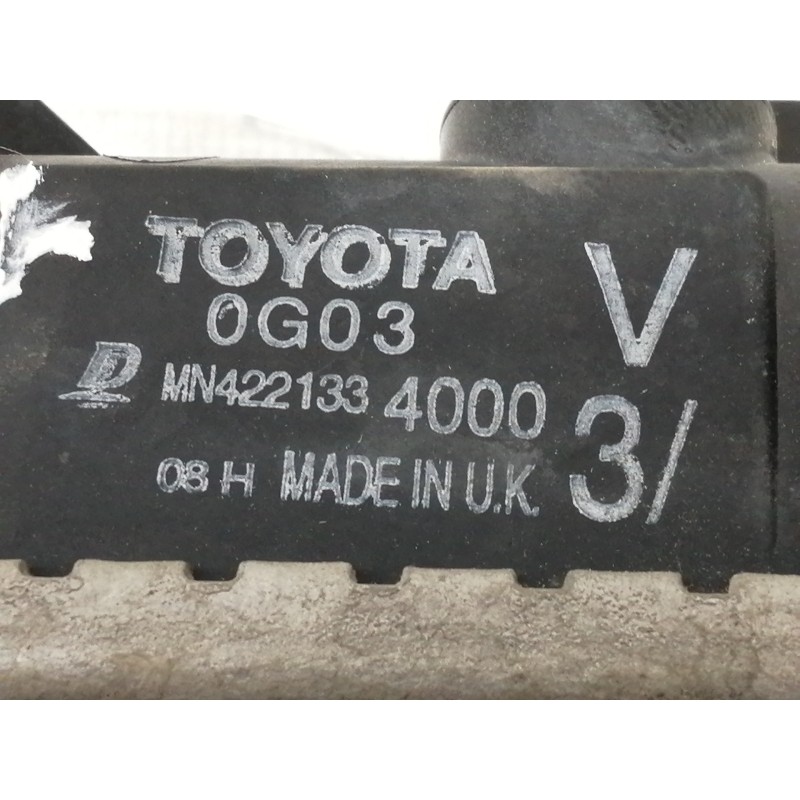 TOYOTA
0G03
V
MN422133 4000
3/
08 H MADE IN U.K.